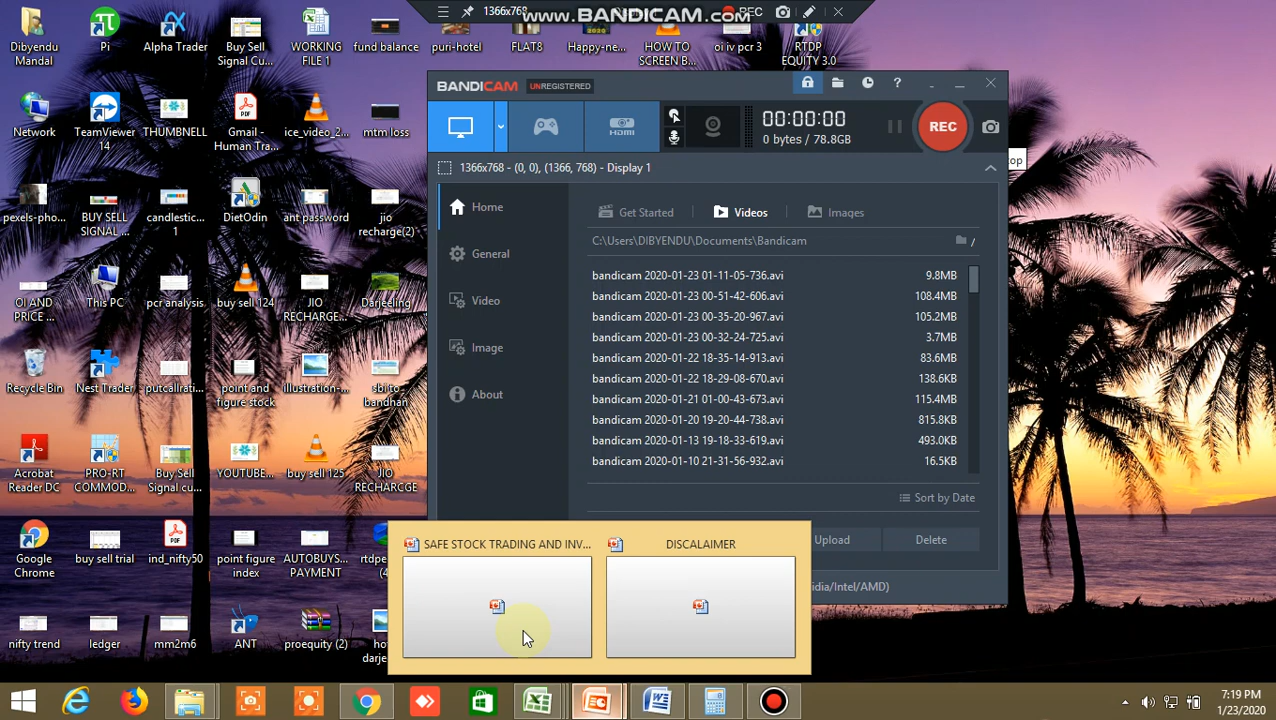 1366x768
www.BANDICAM.com
REC
Dibyendu
Mandal
Pi
Alpha Trader
Buy Sell
Signal Cu...
WORKING
FILE 1
fund balance
puri-hotel
FLAT8
Happy-ne...
HOW TO
SCREEN B...
oi iv pcr 3
RTDP
EQUITY 3.0
BANDICAM
UNREGISTERED
?
Network
TeamViewer
14
THUMBNELL
Gmail -
Human Tra...
ice_video_2...
mtm loss
HDMI
00:00:00
0 bytes / 78.8GB
REC
1366x768 - (0, 0), (1366, 768) - Display 1
top
pexels-pho...
BUY SELL
SIGNAL ...
candlestic...
1
DietOdin
ant password
jio
recharge(2)
Home
General
Video
Image
About
Get Started
Videos
Images
C:\Users\DIBYENDU\Documents\Bandicam
/
bandicam 2020-01-23 01-11-05-736.avi 9.8MB
bandicam 2020-01-23 00-51-42-606.avi 108.4MB
bandicam 2020-01-23 00-35-20-967.avi 105.2MB
bandicam 2020-01-23 00-32-24-725.avi 3.7MB
bandicam 2020-01-22 18-35-14-913.avi 83.6MB
bandicam 2020-01-22 18-29-08-670.avi 138.6KB
bandicam 2020-01-21 01-00-43-673.avi 115.4MB
bandicam 2020-01-20 19-20-44-738.avi 815.8KB
bandicam 2020-01-13 19-18-33-619.avi 493.0KB
bandicam 2020-01-10 21-31-56-932.avi 16.5KB
Sort by Date
Upload
Delete
idia/Intel/AMD)
OI AND
PRICE ...
This PC
pcr analysis
buy sell 124
JIO
RECHARGE...
Darjeeling
Recycle Bin
Nest Trader
putcallrati...
point and
figure stock
illustration-...
sbi to
bandhan
Acrobat
Reader DC
PRO-RT
COMMOD...
Buy Sell
Signal cu...
YOUTUBE...
buy sell 125
JIO
RECHARCGE
Google
Chrome
buy sell trial
ind_nifty50
point figure
index
AUTOBUYS...
PAYMENT
rtdpe
(4
nifty trend
ledger
mm2m6
ANT
proequity (2)
ho
darje
SAFE STOCK TRADING AND INV...
DISCALAIMER
7:19 PM
1/23/2020